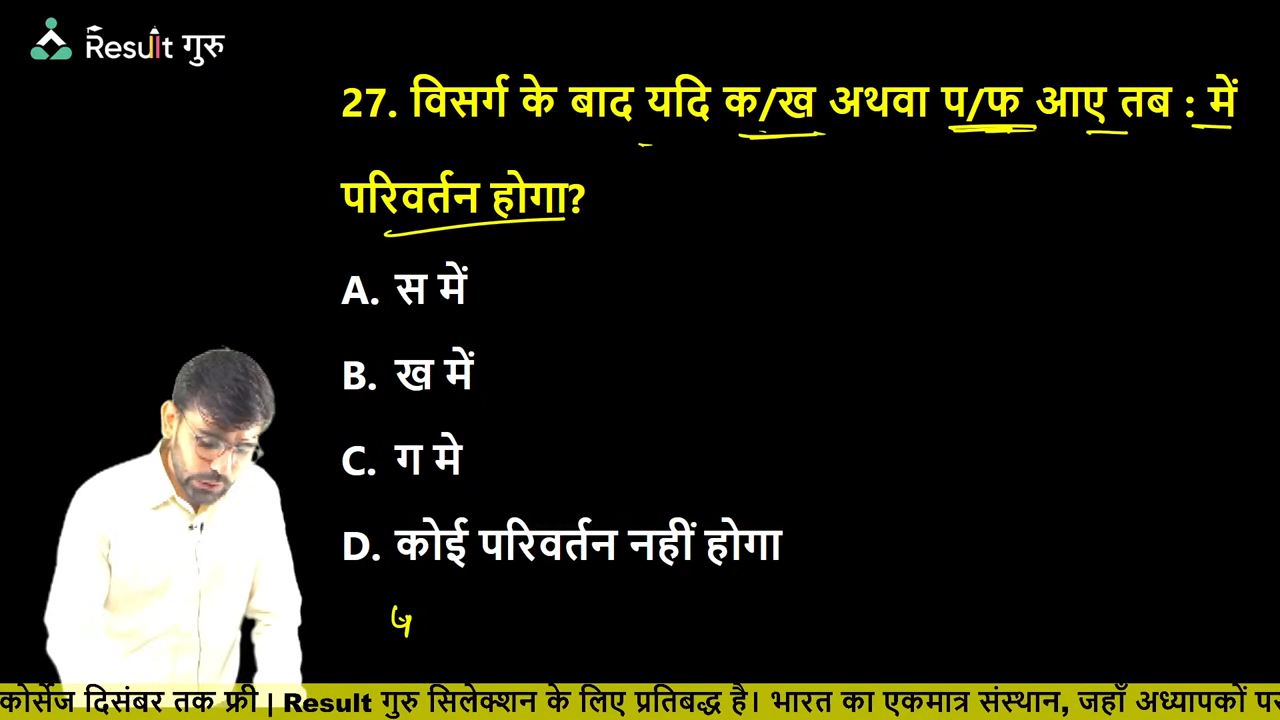 Result गुरु
27. विसर्ग के बाद यदि क/ख अथवा प/फ आए तब : में
परिवर्तन होगा?
A. स में
B. ख में
C. ग मे
D. कोई परिवर्तन नहीं होगा
कोर्सेज दिसंबर तक फ्री | Result गुरु सिलेक्शन के लिए प्रतिबद्ध है। भारत का एकमात्र संस्थान, जहाँ अध्यापकों